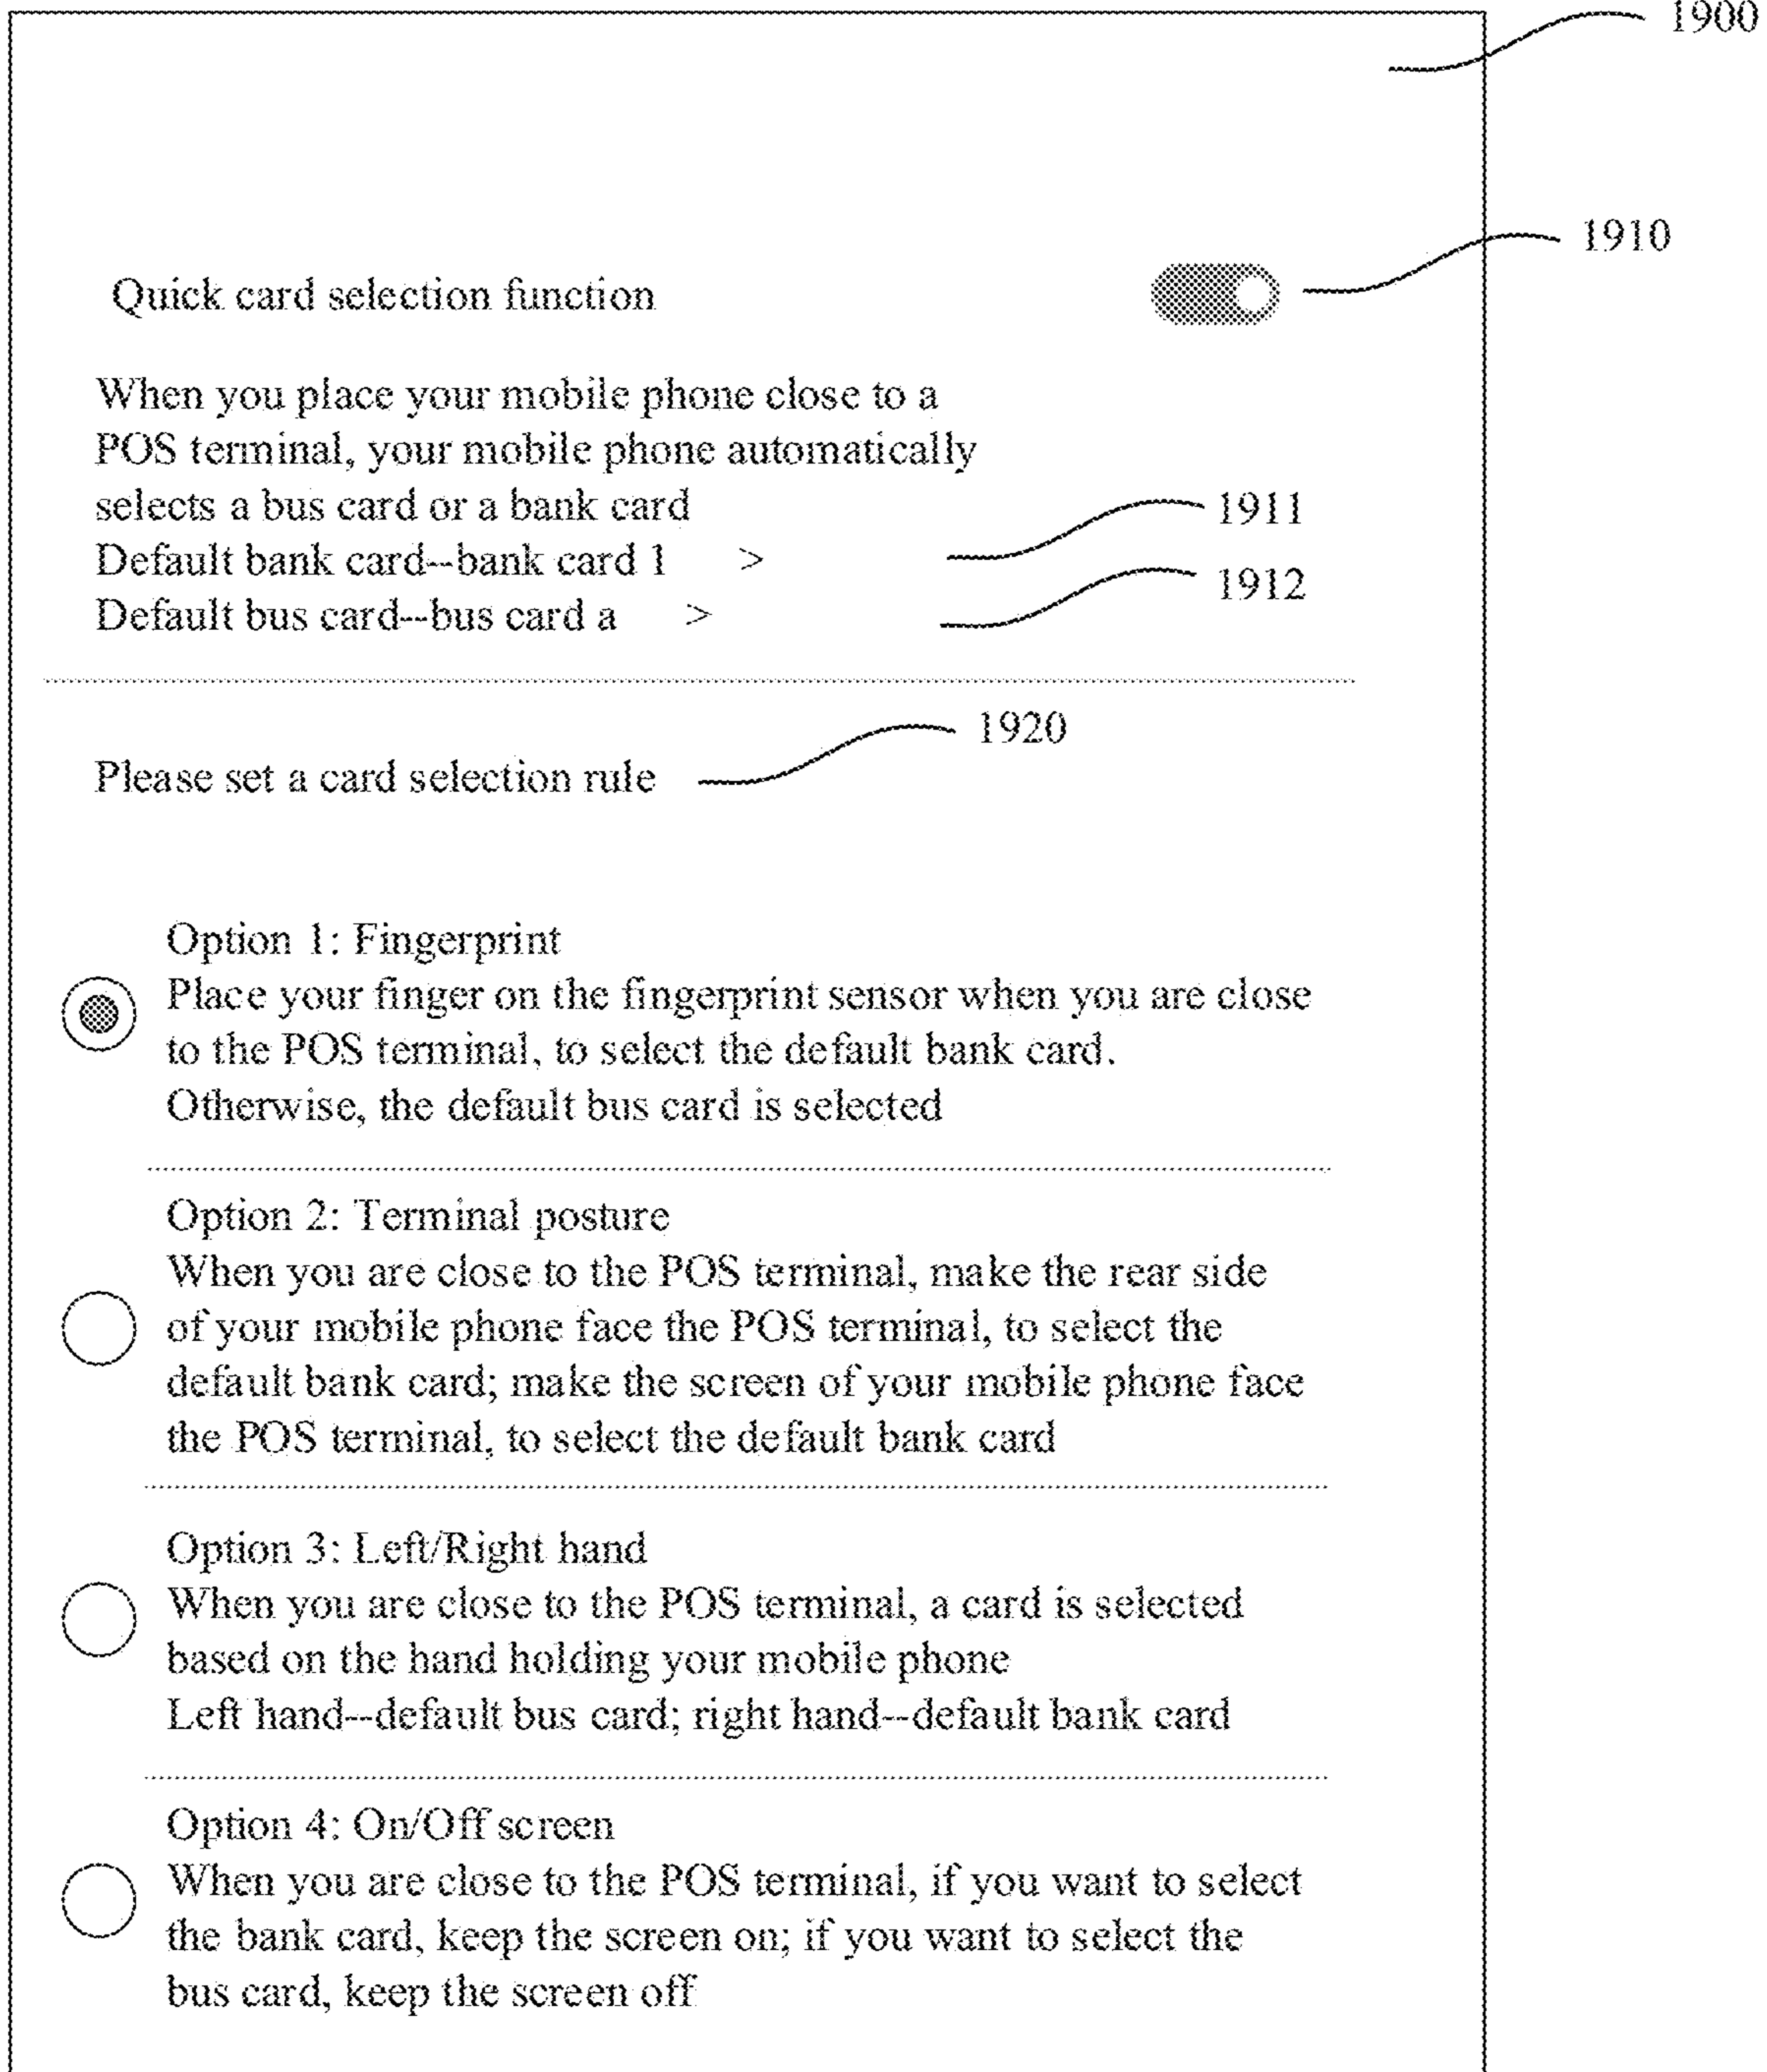 1900
1910
Quick card selection function
When you place your mobile phone close to a
POS terminal, your mobile phone automatically
selects a bus card or a bank card
1911
Default bank card--bank card 1 >
1912
Default bus card--bus card a >
1920
Please set a card selection rule
Option 1: Fingerprint
Place your finger on the fingerprint sensor when you are close
to the POS terminal, to select the default bank card.
Otherwise, the default bus card is selected
Option 2: Terminal posture
When you are close to the POS terminal, make the rear side
of your mobile phone face the POS terminal, to select the
default bank card; make the screen of your mobile phone face
the POS terminal, to select the default bank card
Option 3: Left/Right hand
When you are close to the POS terminal, a card is selected
based on the hand holding your mobile phone
Left hand--default bus card; right hand--default bank card
Option 4: On/Off screen
When you are close to the POS terminal, if you want to select
the bank card, keep the screen on; if you want to select the
bus card, keep the screen off